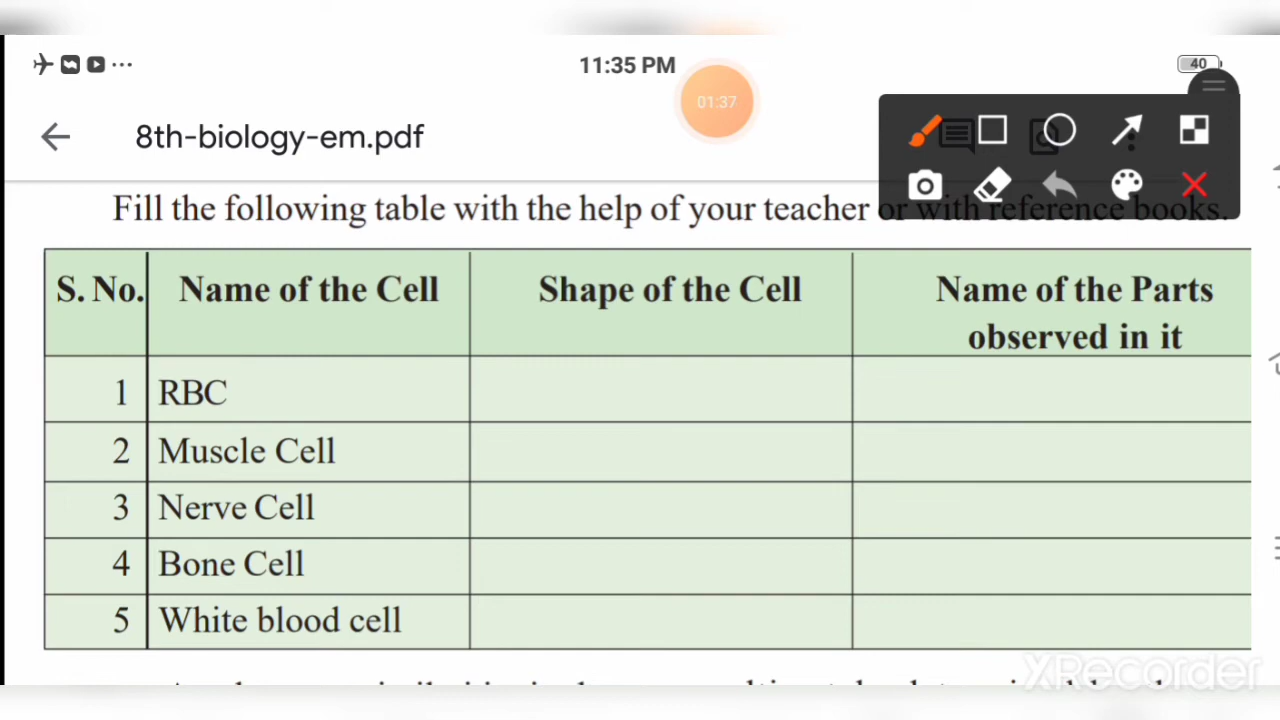 11:35 PM
40
01:37
8th-biology-em.pdf
Fill the following table with the help of your teacher or with reference books.
S. No. Name of the Cell Shape of the Cell Name of the Parts observed in it
1 RBC
2 Muscle Cell
3 Nerve Cell
4 Bone Cell
5 White blood cell
XRecorder